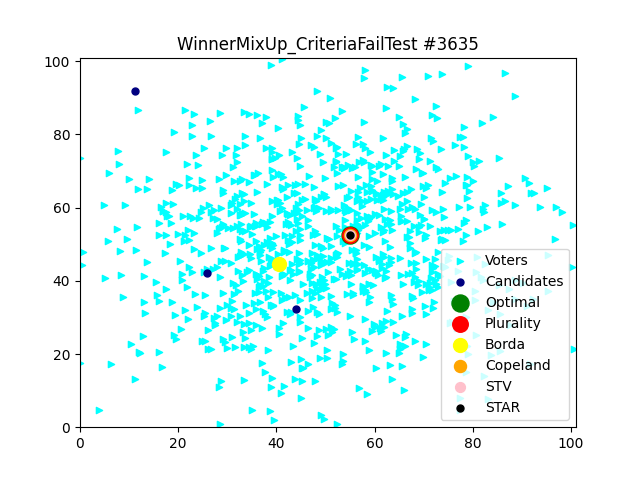 WinnerMixUp_CriteriaFailTest #3635
100
80
60
40
20
0
0
20
40
60
80
100
Voters
Candidates
Optimal
Plurality
Borda
Copeland
STV
STAR